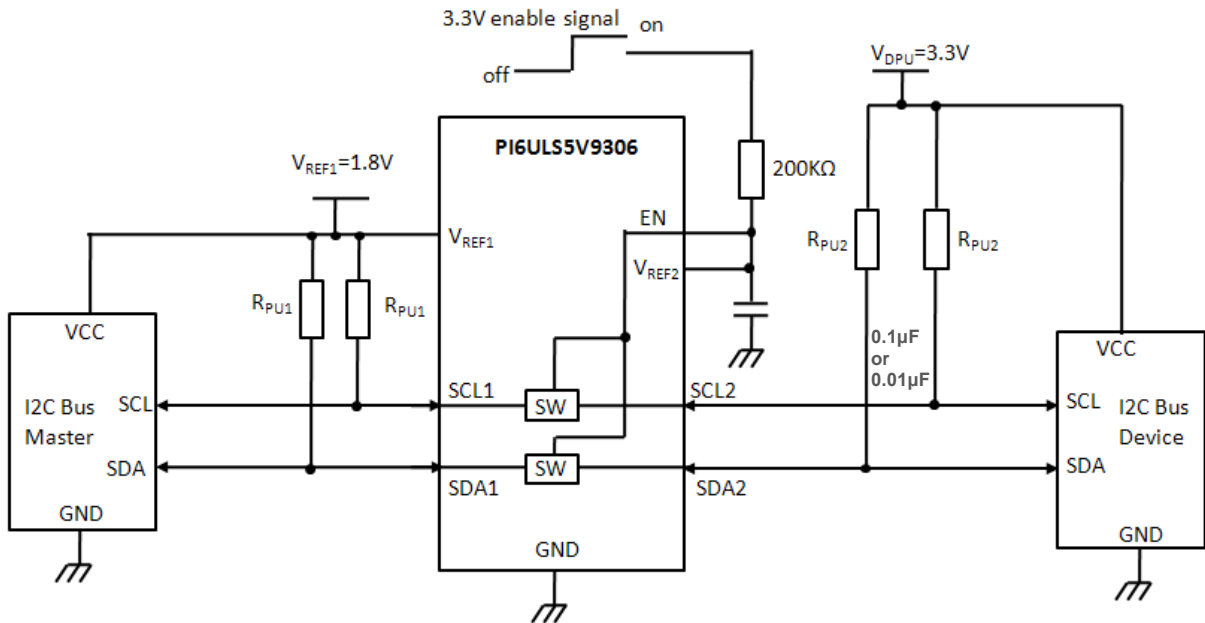 3.3V enable signal
on
off
V_DPU=3.3V
PI6ULS5V9306
V_REF1=1.8V
200KΩ
EN
V_REF1
V_REF2
R_PU1
R_PU1
R_PU2
R_PU2
VCC
0.1µF
or
0.01µF
VCC
SCL
SCL1
SW
SCL2
SCL
I2C Bus
Master
I2C Bus
Device
SDA
SDA1
SW
SDA2
SDA
GND
GND
GND